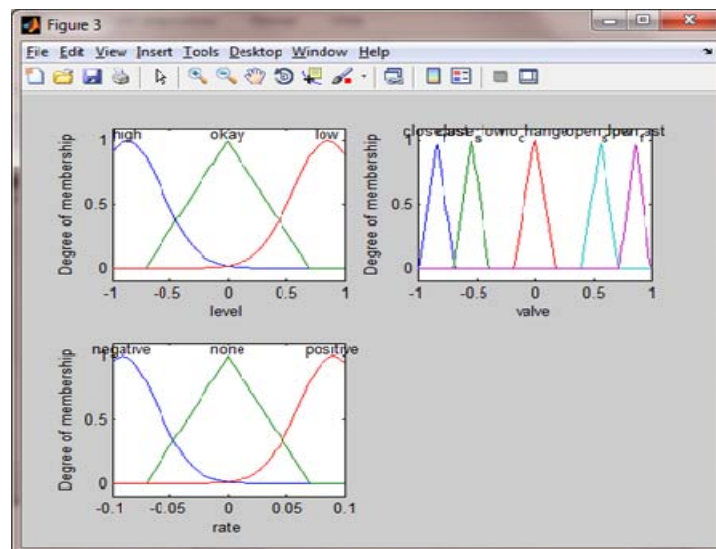 Figure 3
File Edit View Insert Tools Desktop Window Help
high okay low
Degree of membership
1
0.5
0
-1 -0.5 0 0.5 1
level
Degree of membership
1
0.5
0
-1 -0.5 0 0.5 1
valve
negative none positive
Degree of membership
1
0.5
0
-0.1 -0.05 0 0.05 0.1
rate